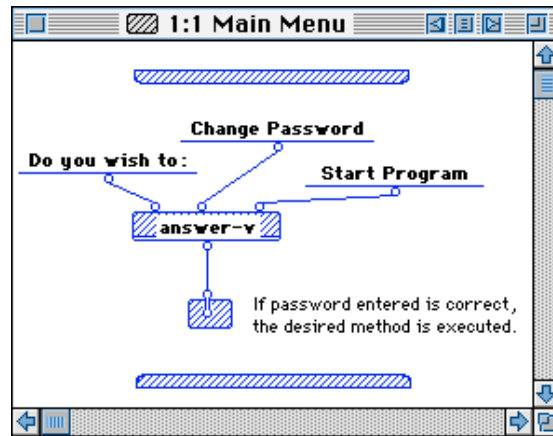 1:1 Main Menu
Change Password
Do you wish to:
Start Program
answer-v
If password entered is correct,
the desired method is executed.